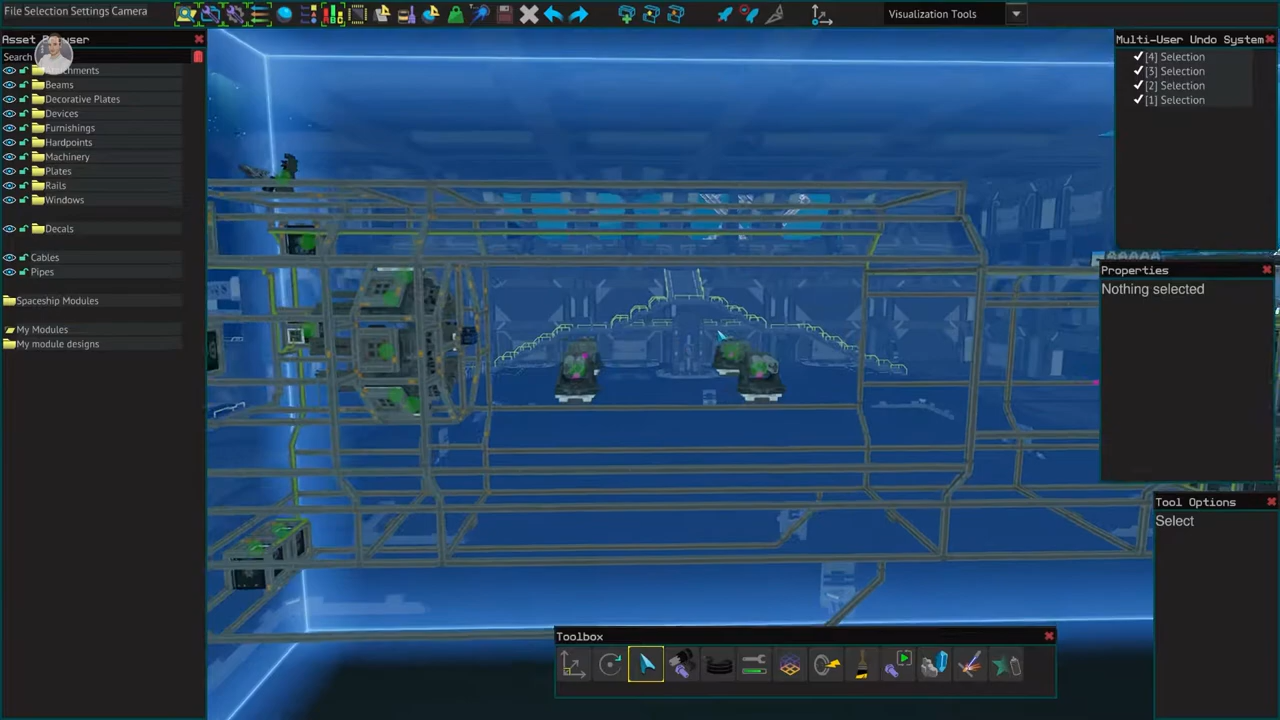 File Selection Settings Camera
Visualization Tools
Asset
Search
Beams
Decorative Plates
Devices
Furnishings
Hardpoints
Machinery
Plates
Rails
Windows
Decals
Cables
Pipes
Spaceship Modules
My Modules
My module designs
Multi-User Undo System
[4] Selection
[3] Selection
[2] Selection
[1] Selection
Properties
Nothing selected
Tool Options
Select
Toolbox